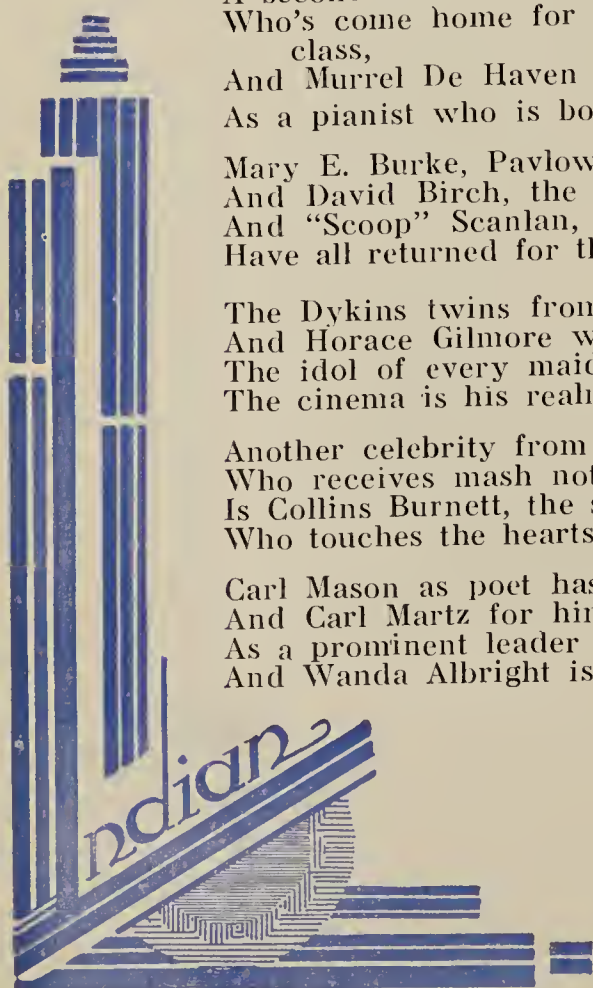 Who's come home for
class,
And Murrel De Haven
As a pianist who is
Mary E. Burke,
And David Birch, the
And "Scoop" Scanlan,
Have all returned for
The Dykins twins
And Horace Gilmore
The idol of every
The cinema is his
Another celebrity from
Who receives mash
Is Collins Burnett, the
Who touches the hearts
Carl Mason as poet has
And Carl Martz for
As a prominent leader
And Wanda Albright is
ndian